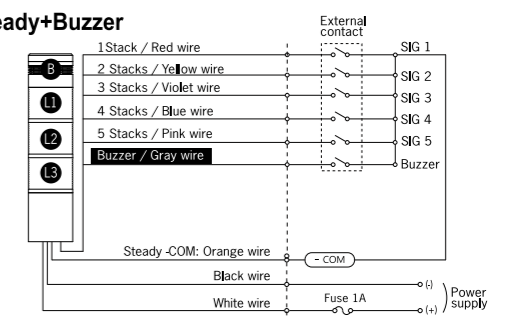 eady+Buzzer
External
contact
1Stack / Red wire
SIG 1
B
2 Stacks / Yellow wire
SIG 2
3 Stacks / Violet wire
SIG 3
L1
4 Stacks / Blue wire
SIG 4
L2
5 Stacks / Pink wire
SIG 5
Buzzer / Gray wire
Buzzer
L3
Steady -COM: Orange wire
- COM
Black wire
(-)
Power
supply
White wire
Fuse 1A
(+)